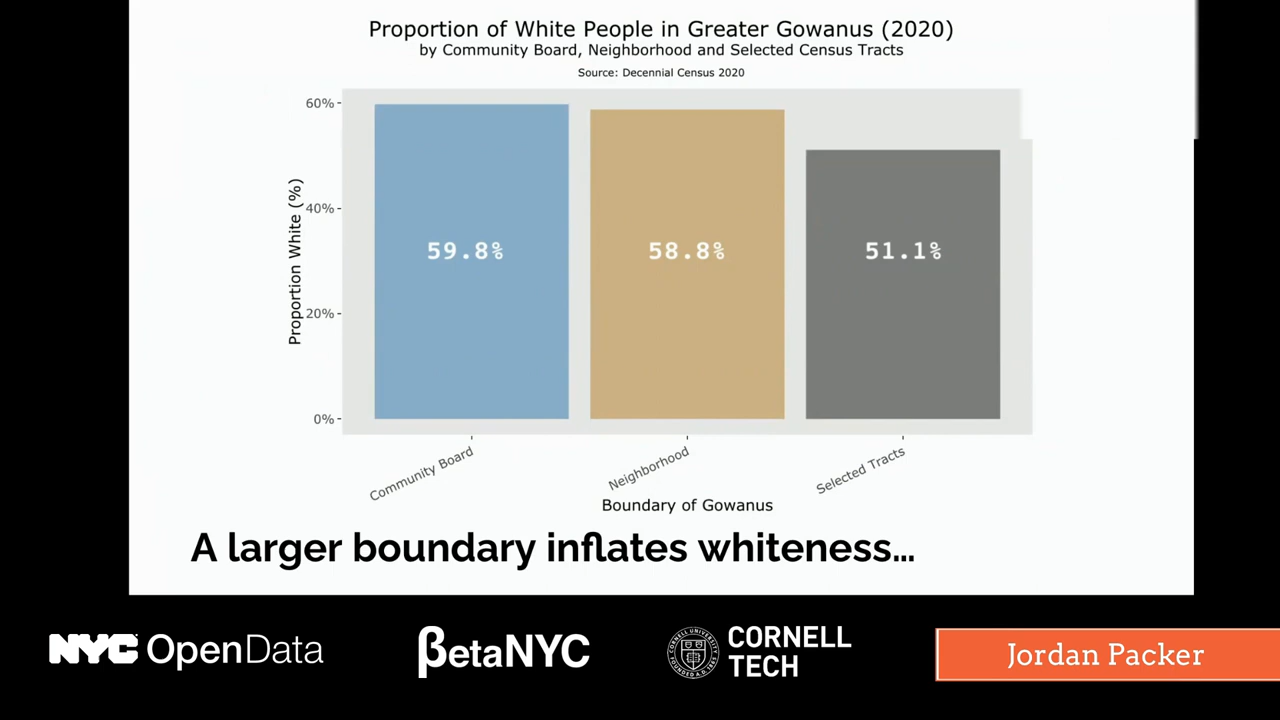 Proportion of White People in Greater Gowanus (2020)
by Community Board, Neighborhood and Selected Census Tracts
Source: Decennial Census 2020
Proportion White (%)
60%
40%
20%
0%
59.8%
58.8%
51.1%
Community Board
Neighborhood
Selected Tracts
Boundary of Gowanus
A larger boundary inflates whiteness...
NYC OpenData
βetaNYC
CORNELL
TECH
Jordan Packer